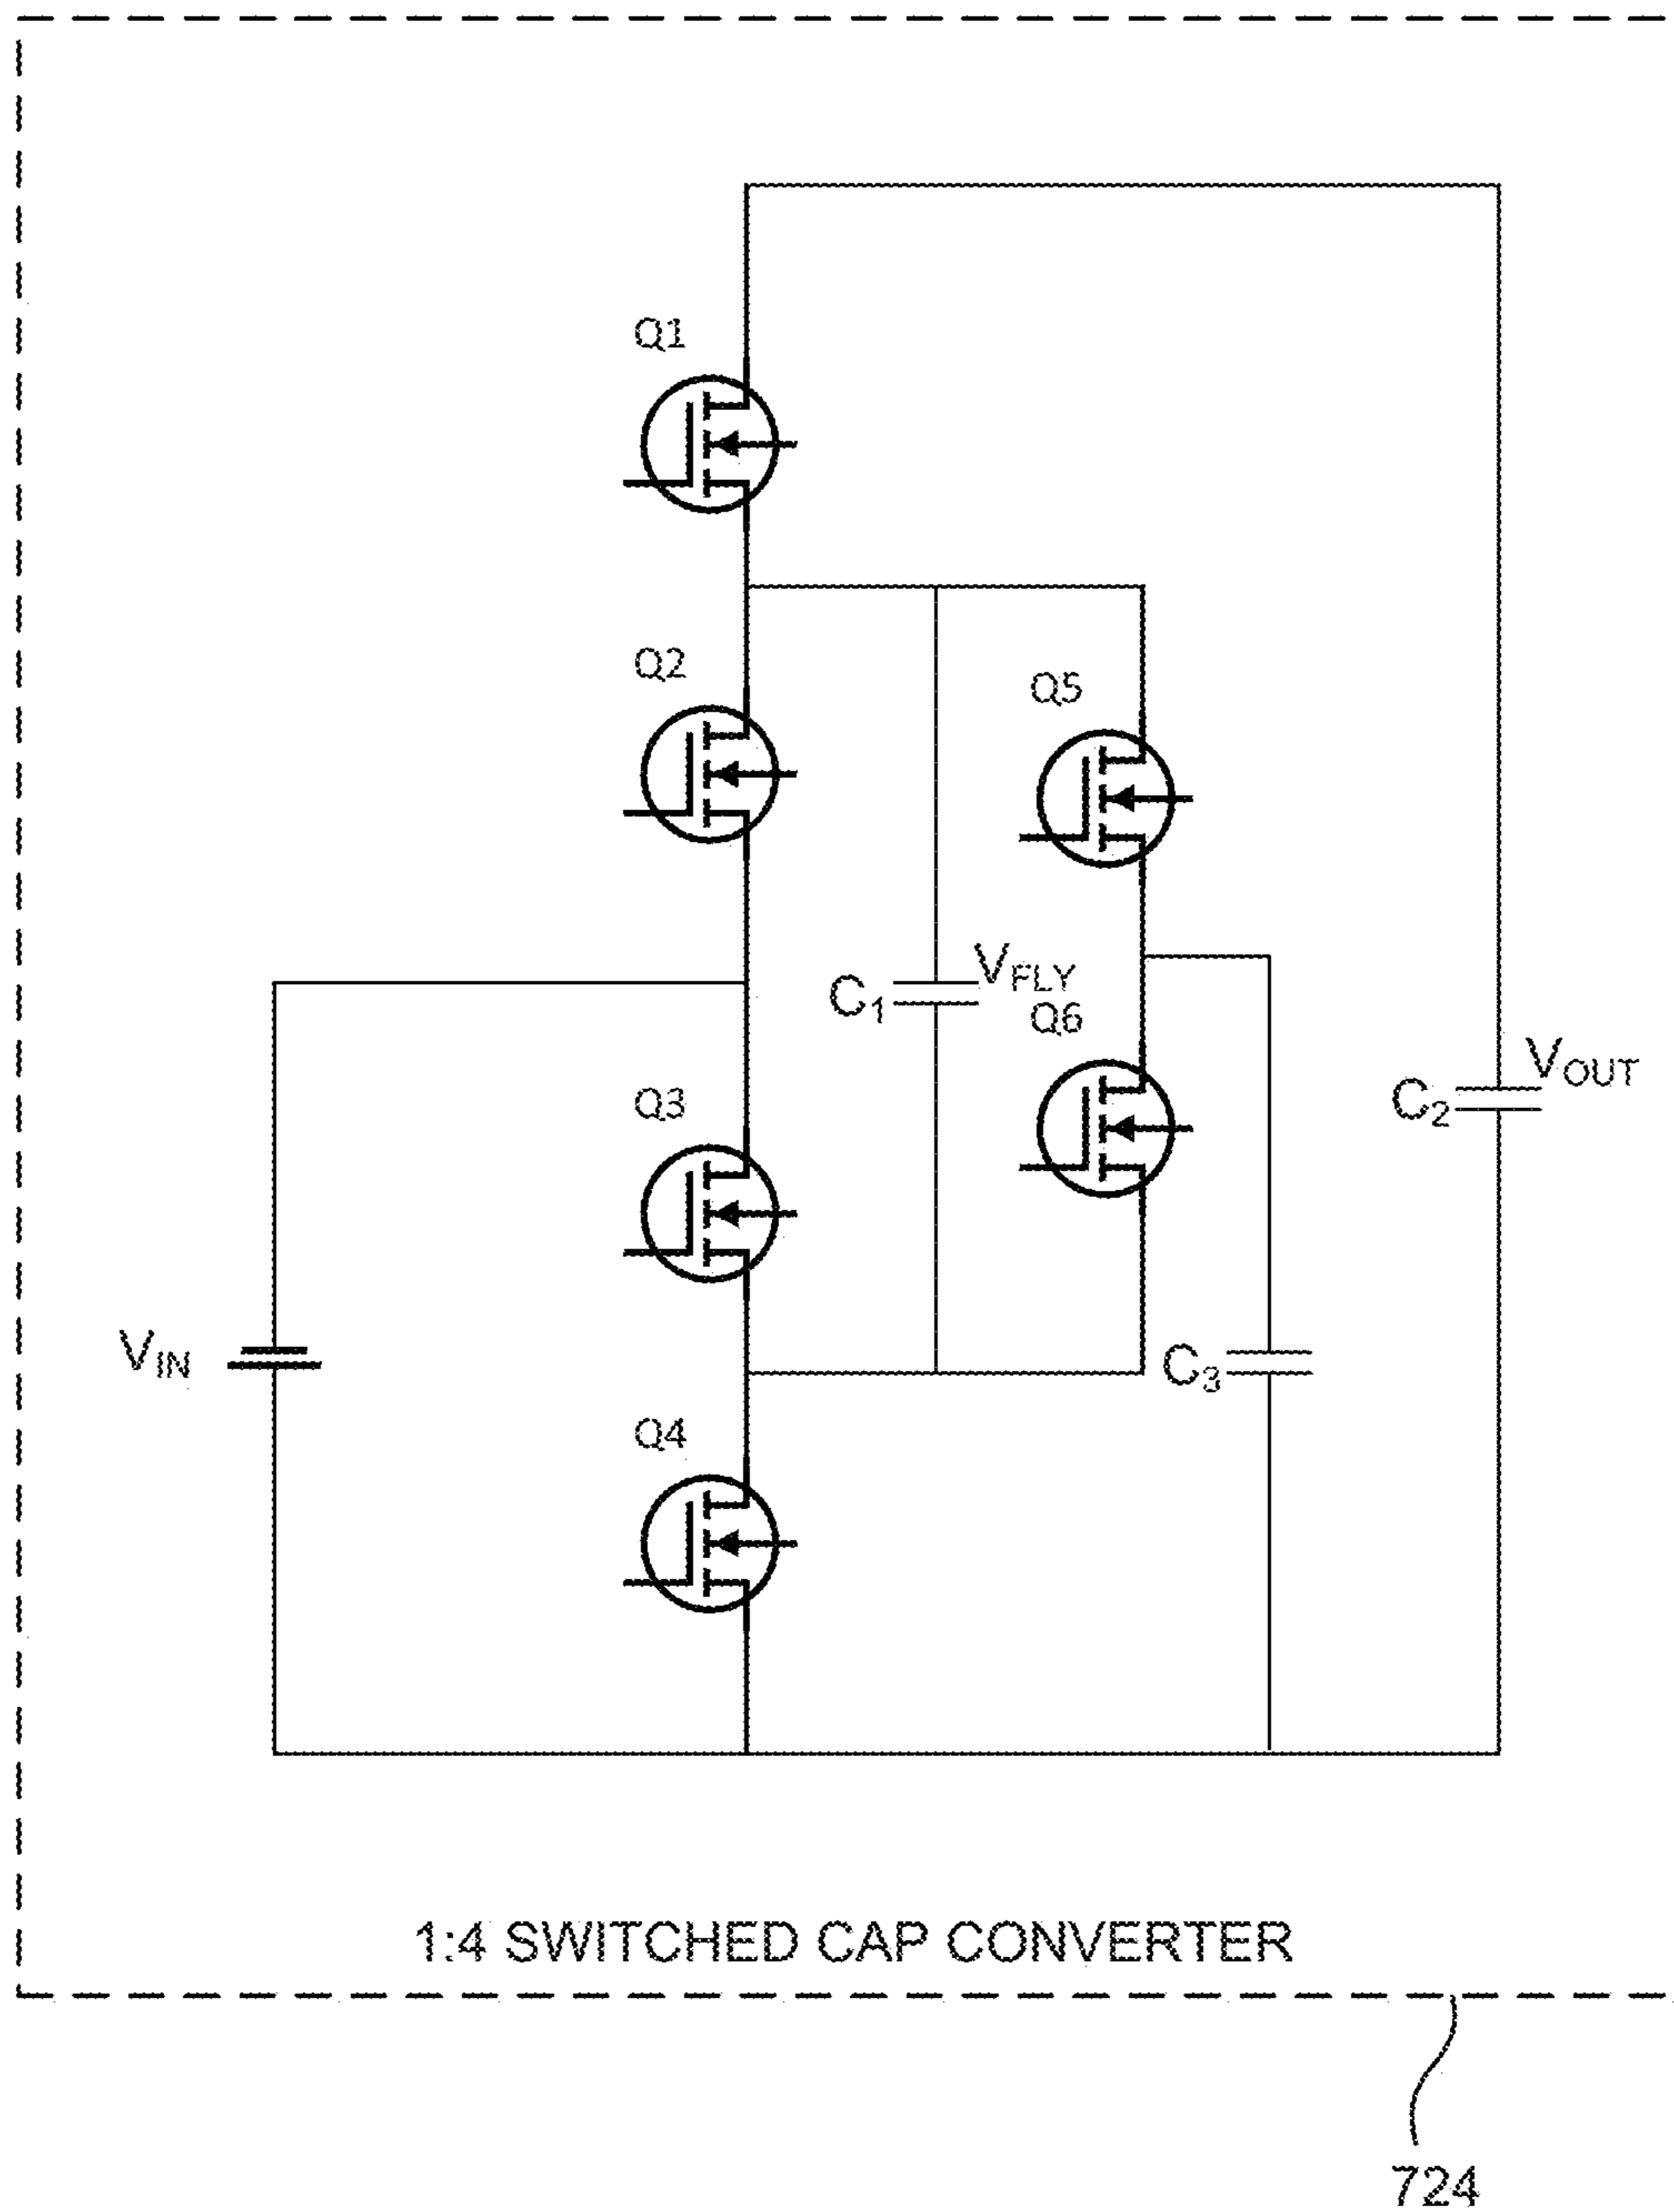 Q1
Q2
Q5
C1
VFLY
Q6
Q3
VOUT
C2
VIN
C3
Q4
1:4 SWITCHED CAP CONVERTER
724